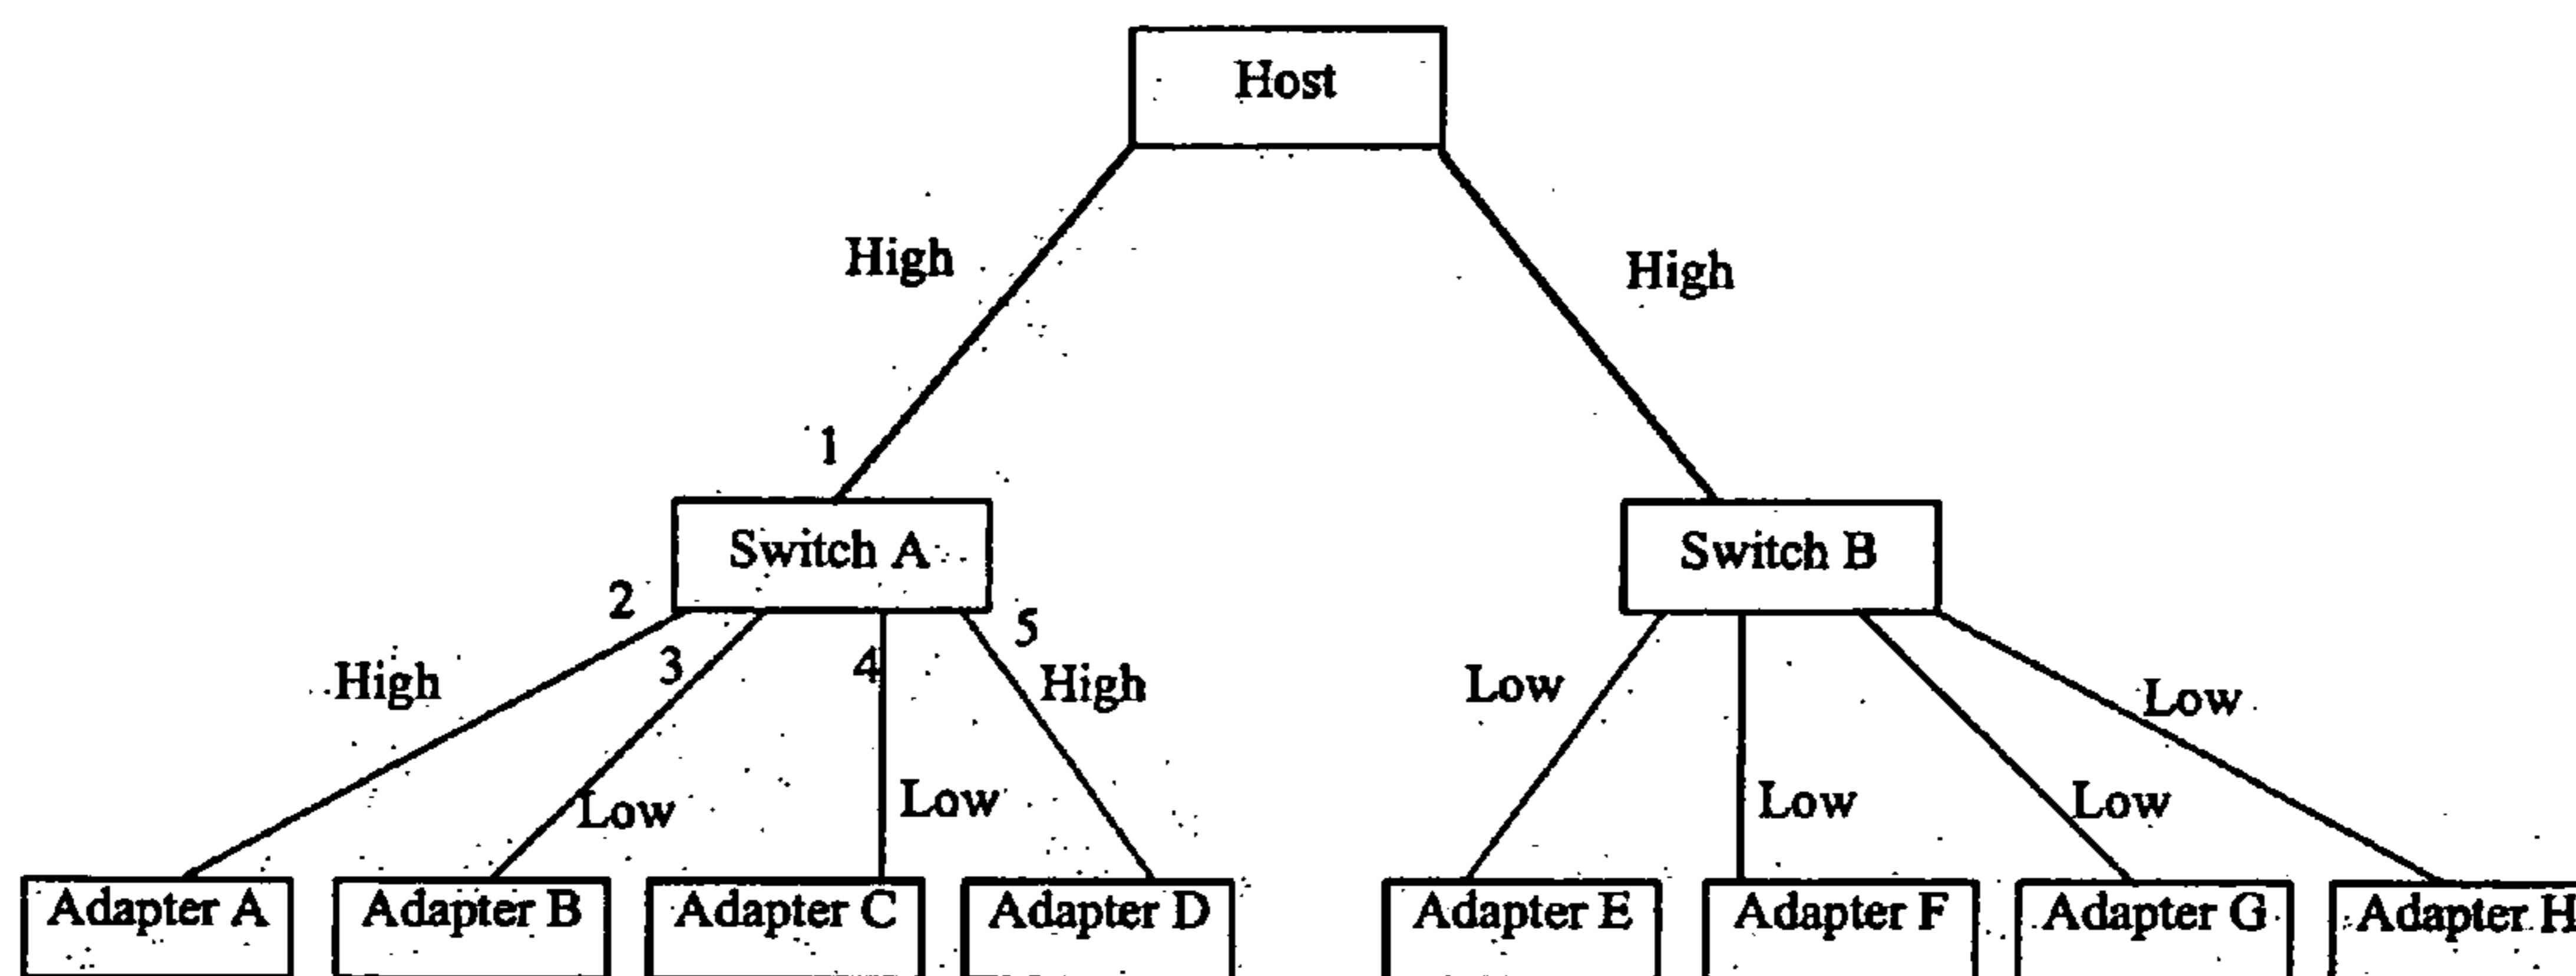 Host
High
High
1
Switch A
Switch B
2
3
4
5
High
High
Low
Low
Low
Low
Low
Low
Adapter A
Adapter B
Adapter C
Adapter D
Adapter E
Adapter F
Adapter G
Adapter H